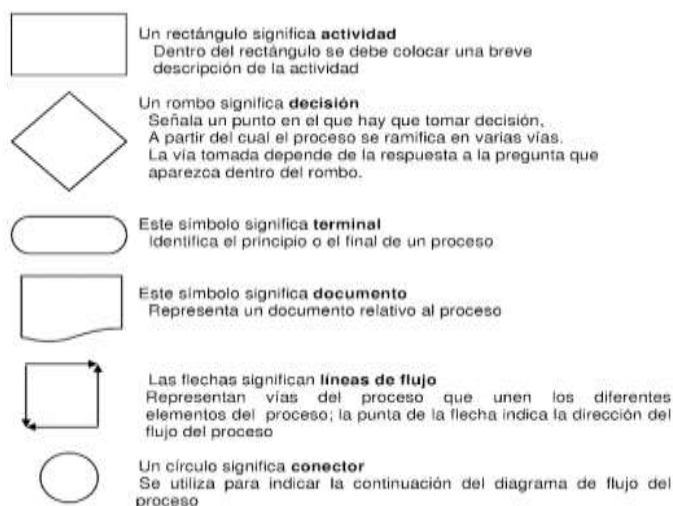 Un rectángulo significa actividad
Dentro del rectángulo se debe colocar una breve
descripción de la actividad
Un rombo significa decisión
Señala un punto en el que hay que tomar decisión,
A partir del cual el proceso se ramifica en varias vías.
La vía tomada depende de la respuesta a la pregunta que
aparezca dentro del rombo.
Este símbolo significa terminal
Identifica el principio o el final de un proceso
Este símbolo significa documento
Representa un documento relativo al proceso
Las flechas significan líneas de flujo
Representan vías del proceso que unen los diferentes
elementos del proceso; la punta de la flecha indica la dirección del
flujo del proceso
Un círculo significa conector
Se utiliza para indicar la continuación del diagrama de flujo del
proceso